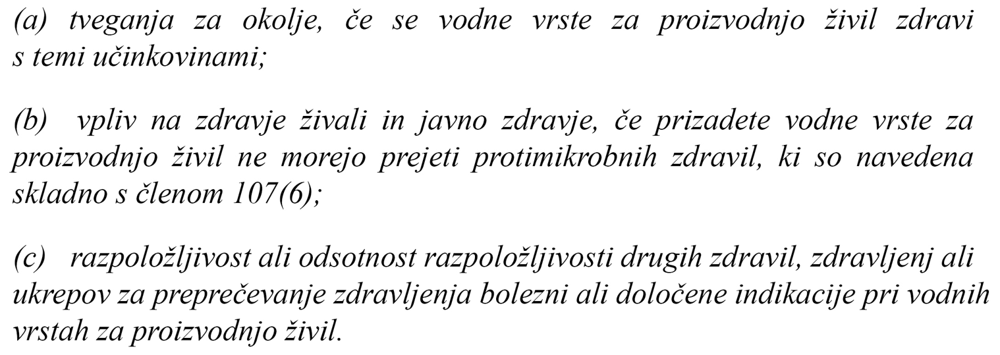 (a) tveganja za okolje, če se vodne vrste za proizvodnjo živil zdravi
s temi učinkovinami;
(b) vpliv na zdravje živali in javno zdravje, če prizadete vodne vrste za
proizvodnjo živil ne morejo prejeti protimikrobnih zdravil, ki so navedena
skladno s členom 107(6);
(c) razpoložljivost ali odsotnost razpoložljivosti drugih zdravil, zdravljenj ali
ukrepov za preprečevanje zdravljenja bolezni ali določene indikacije pri vodnih
vrstah za proizvodnjo živil.